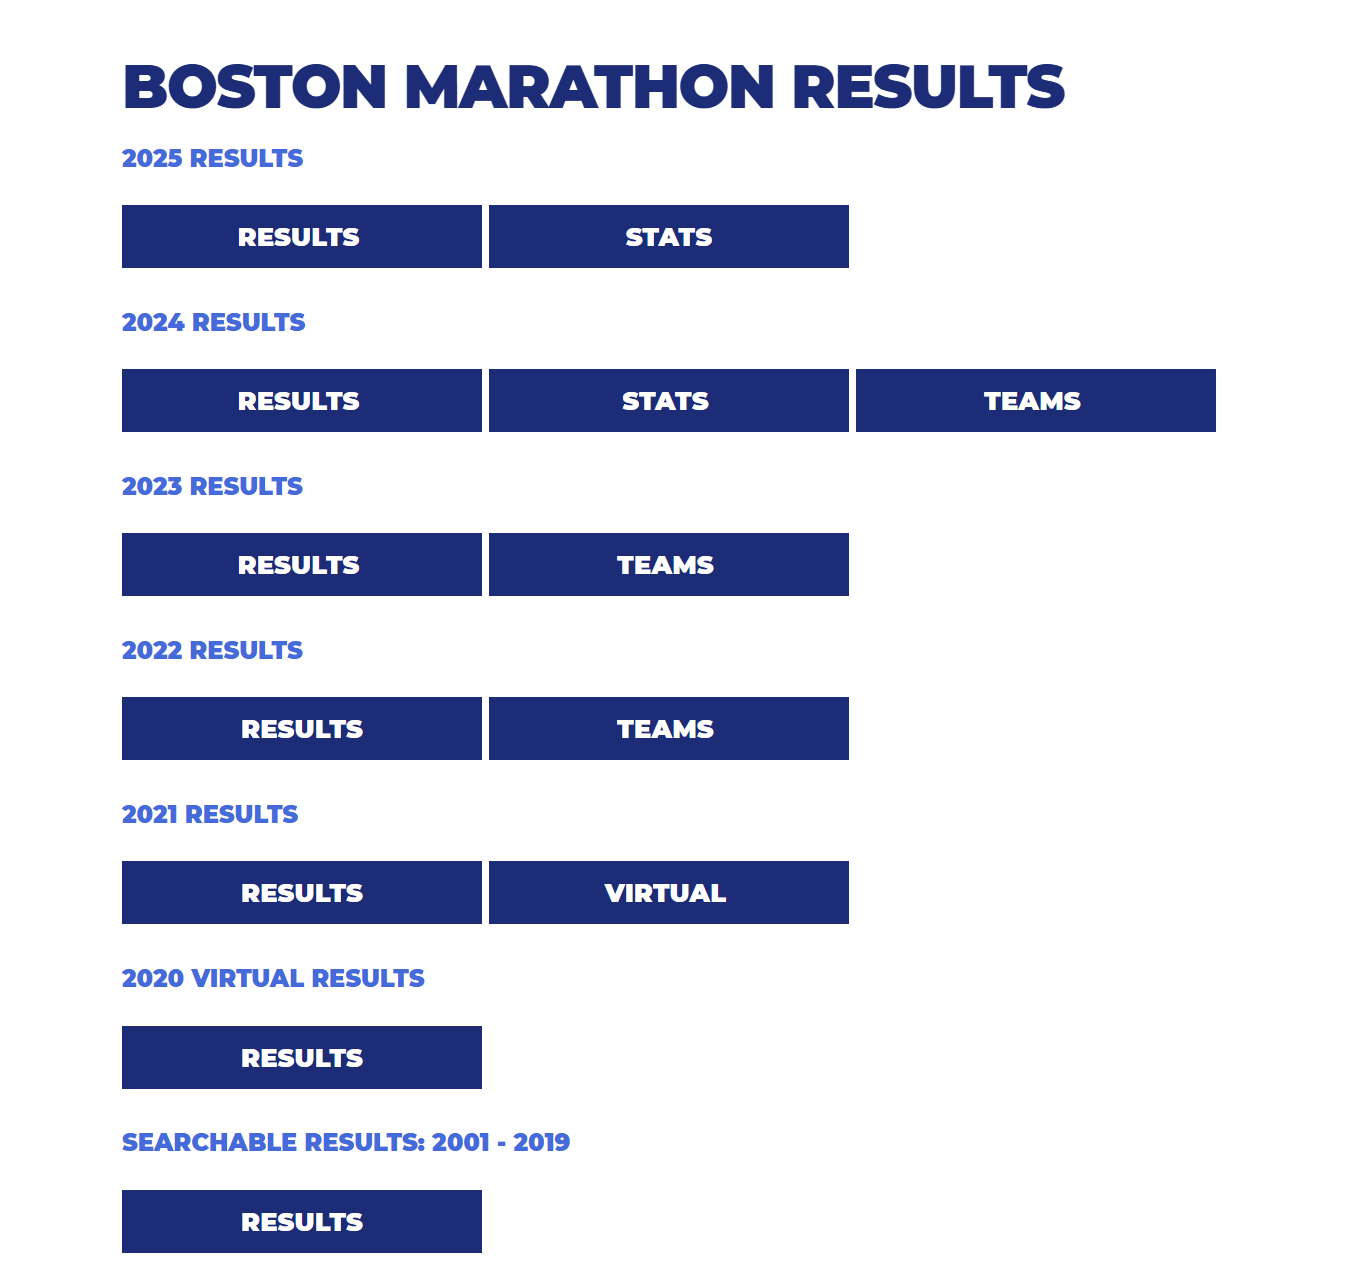 BOSTON MARATHON RESULTS
2025 RESULTS
RESULTS STATS
2024 RESULTS
RESULTS STATS TEAMS
2023 RESULTS
RESULTS TEAMS
2022 RESULTS
RESULTS TEAMS
2021 RESULTS
RESULTS VIRTUAL
2020 VIRTUAL RESULTS
RESULTS
SEARCHABLE RESULTS: 2001 - 2019
RESULTS